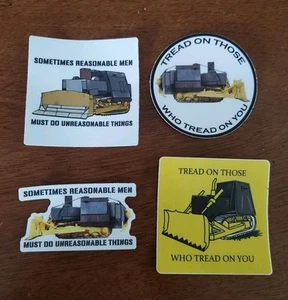 SOMETIMES REASONABLE MEN
MUST DO UNREASONABLE THINGS
TREAD ON THOSE
WHO TREAD ON YOU
SOMETIMES REASONABLE MEN
MUST DO UNREASONABLE THINGS
TREAD ON THOSE
WHO TREAD ON YOU